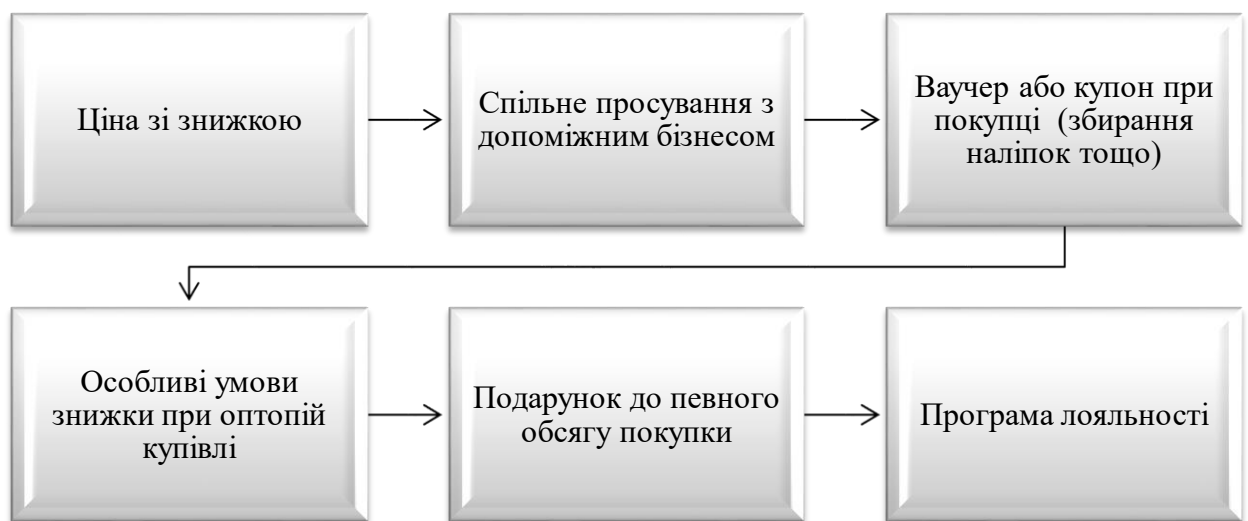 Ціна зі знижкою
Спільне просування з
допоміжним бізнесом
Ваучер або купон при
покупці (збирання
наліпок тощо)
Особливі умови
знижки при оптопій
купівлі
Подарунок до певного
обсягу покупки
Програма лояльності